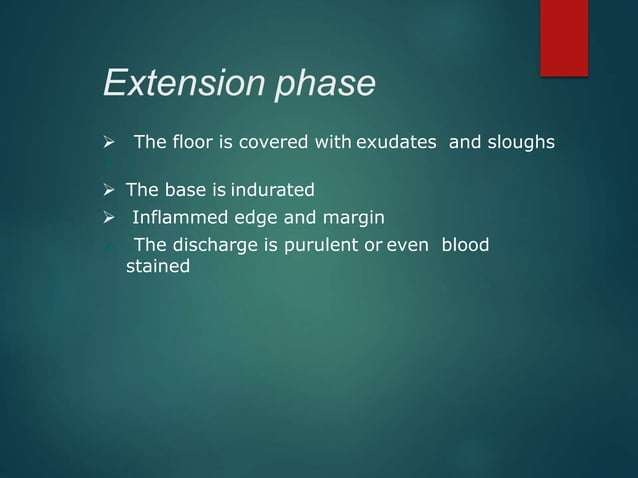 Extension phase
➢ The floor is covered with exudates and sloughs
➢ The base is indurated
➢ Inflammed edge and margin
➢ The discharge is purulent or even blood
stained